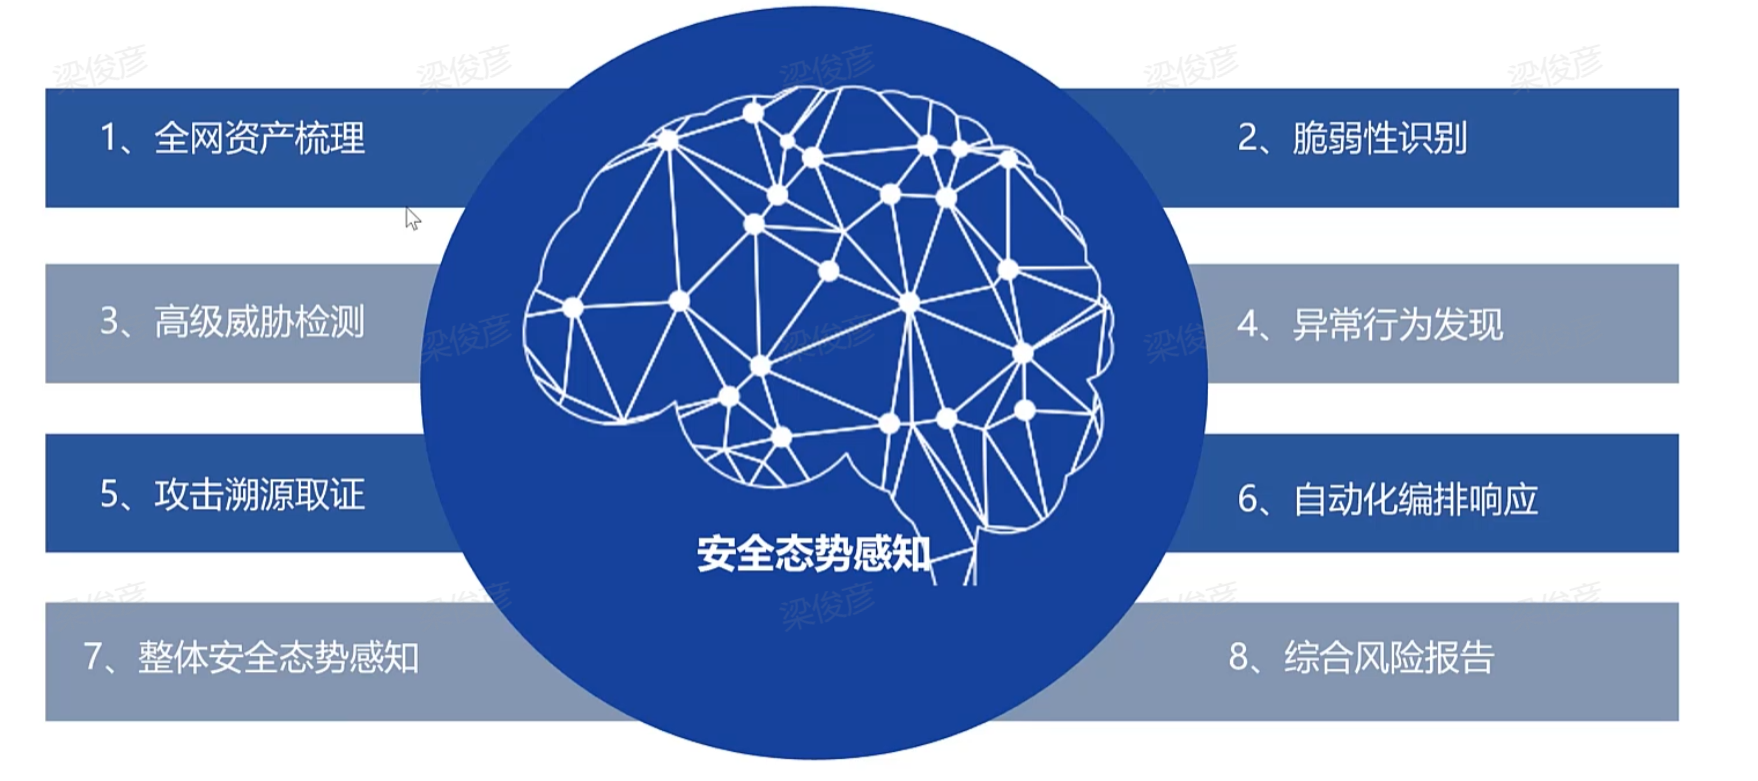 梁俊彦 梁俊彦 梁俊彦 梁俊彦 梁俊彦
1、全网资产梳理
2、脆弱性识别
3、高级威胁检测
4、异常行为发现
梁俊彦 梁俊彦 梁俊彦
5、攻击溯源取证
6、自动化编排响应
安全态势感知
梁俊彦
7、整体安全态势感知
8、综合风险报告